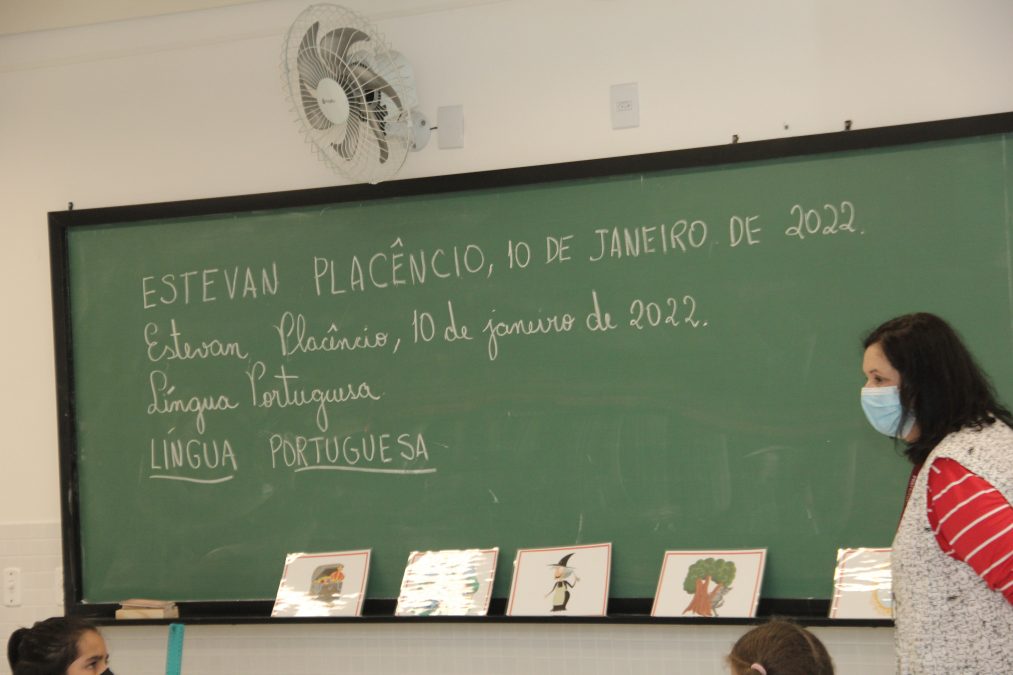 ESTEVAN PLACÊNCIO, 10 DE JANEIRO DE 2022.
Estevan Placêncio, 10 de janeiro de 2022.
Língua Portuguesa
LÍNGUA PORTUGUESA